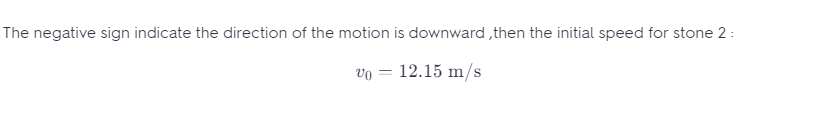 The negative sign indicate the direction of the motion is downward ,then the initial speed for stone 2 :
v₀ = 12.15 m/s